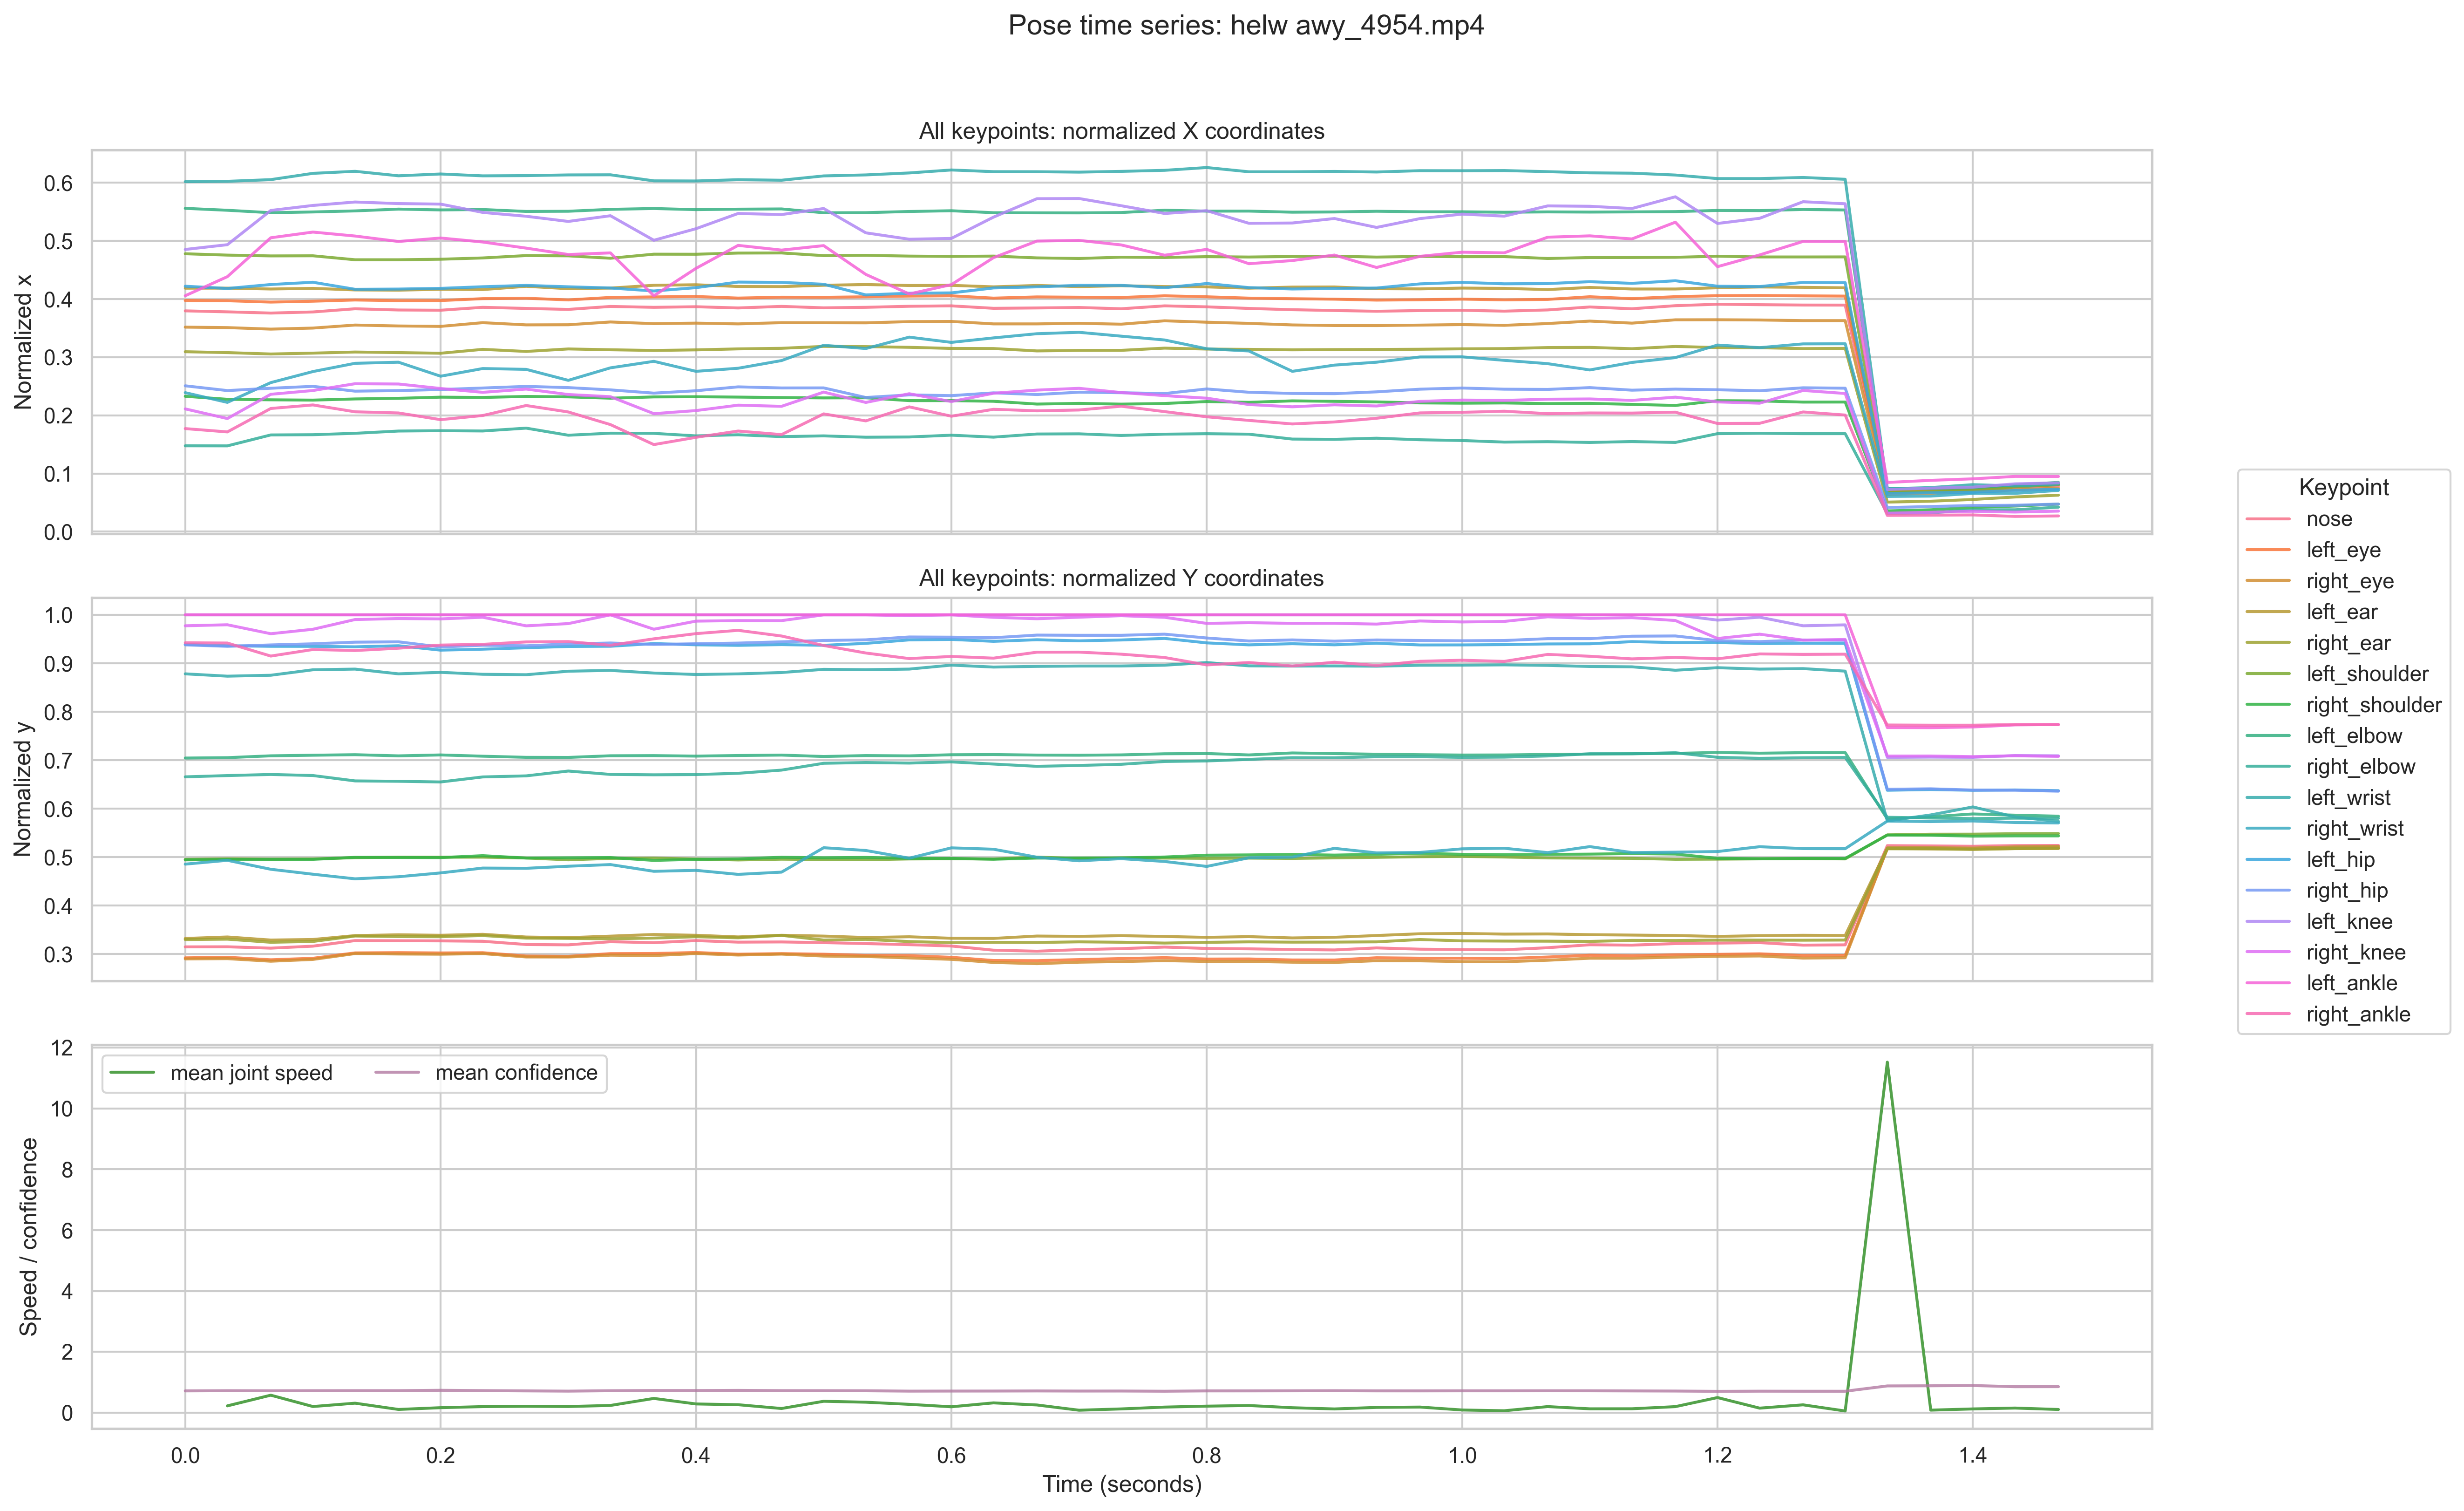 Pose time series: helw awy_4954.mp4
All keypoints: normalized X coordinates
Normalized x
0.6
0.5
0.4
0.3
0.2
0.1
0.0
All keypoints: normalized Y coordinates
Normalized y
1.0
0.9
0.8
0.7
0.6
0.5
0.4
0.3
Keypoint
nose
left_eye
right_eye
left_ear
right_ear
left_shoulder
right_shoulder
left_elbow
right_elbow
left_wrist
right_wrist
left_hip
right_hip
left_knee
right_knee
left_ankle
right_ankle
mean joint speed
mean confidence
Speed / confidence
12
10
8
6
4
2
0
0.0 0.2 0.4 0.6 0.8 1.0 1.2 1.4
Time (seconds)